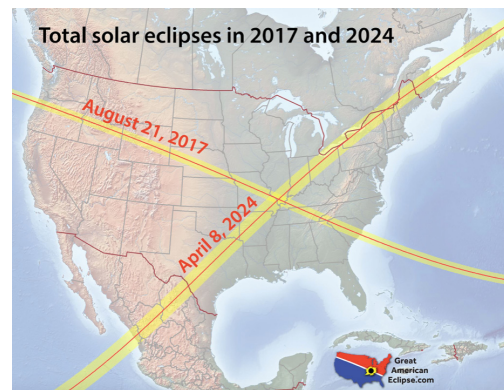 Total solar eclipses in 2017 and 2024
August 21, 2017
April 8, 2024
Great
American
Eclipse.com